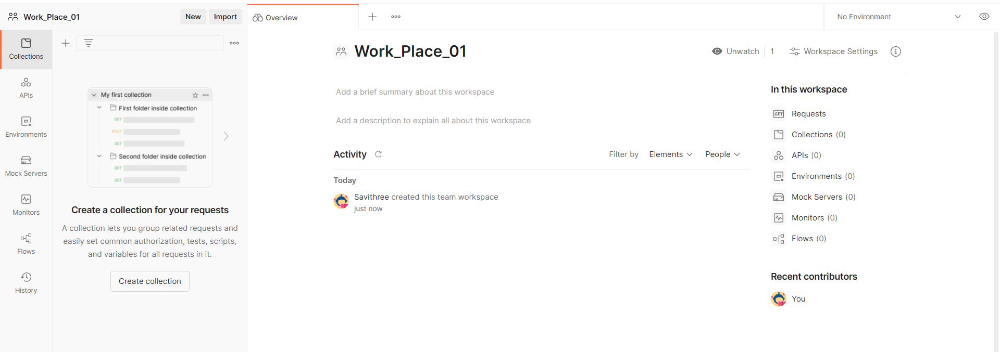 Work_Place_01
New
Import
Overview
No Environment
Collections
APIs
Environments
Mock Servers
Monitors
Flows
History
My first collection
First folder inside collection
GET
POST
GET
Second folder inside collection
GET
GET
Create a collection for your requests
A collection lets you group related requests and
easily set common authorization, tests, scripts,
and variables for all requests in it.
Create collection
Work_Place_01
Unwatch 1
Workspace Settings
Add a brief summary about this workspace
Add a description to explain all about this workspace
Activity
Filter by Elements People
Today
Savithree created this team workspace
just now
In this workspace
GET Requests
Collections (0)
APIs (0)
Environments (0)
Mock Servers (0)
Monitors (0)
Flows (0)
Recent contributors
You